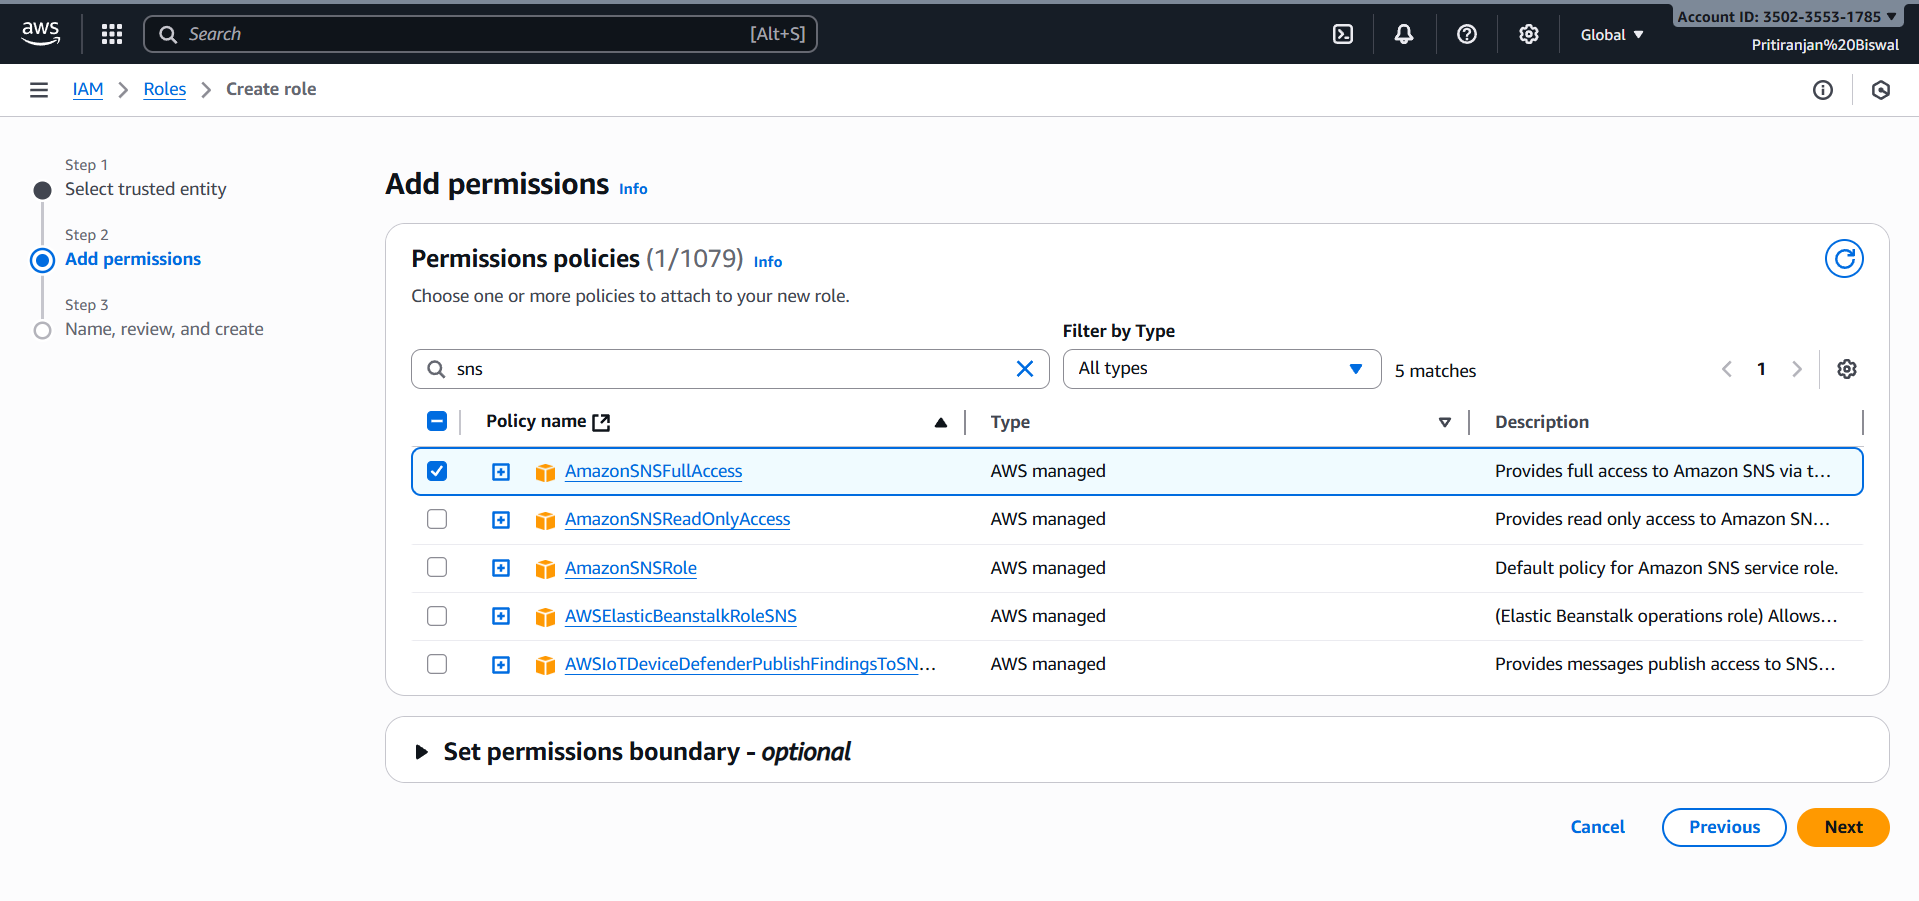 aws
Search
[Alt+S]
Global
Account ID: 3502-3553-1785
Pritiranjan%20Biswal
IAM
Roles
Create role
Step 1
Select trusted entity
Step 2
Add permissions
Step 3
Name, review, and create
Add permissions Info
Permissions policies (1/1079) Info
Choose one or more policies to attach to your new role.
Filter by Type
sns
All types
5 matches
1
Policy name Type Description
AmazonSNSFullAccess AWS managed Provides full access to Amazon SNS via t...
AmazonSNSReadOnlyAccess AWS managed Provides read only access to Amazon SN...
AmazonSNSRole AWS managed Default policy for Amazon SNS service role.
AWSElasticBeanstalkRoleSNS AWS managed (Elastic Beanstalk operations role) Allows...
AWSIoTDeviceDefenderPublishFindingsToSN... AWS managed Provides messages publish access to SNS...
Set permissions boundary - optional
Cancel
Previous
Next